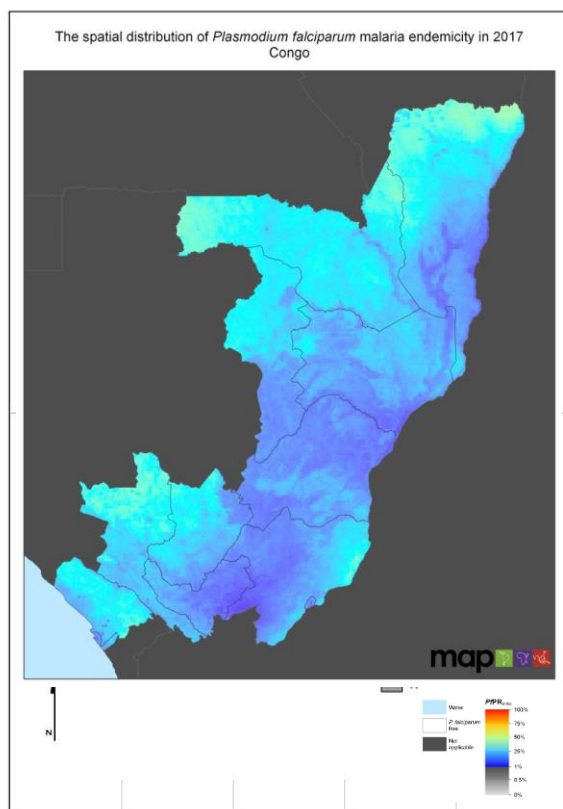 The spatial distribution of Plasmodium falciparum malaria endemicity in 2017
Congo
map
N
Water
P. falciparum
free
Not
applicable
PfPR
100%
75%
50%
25%
1%
0.5%
0%